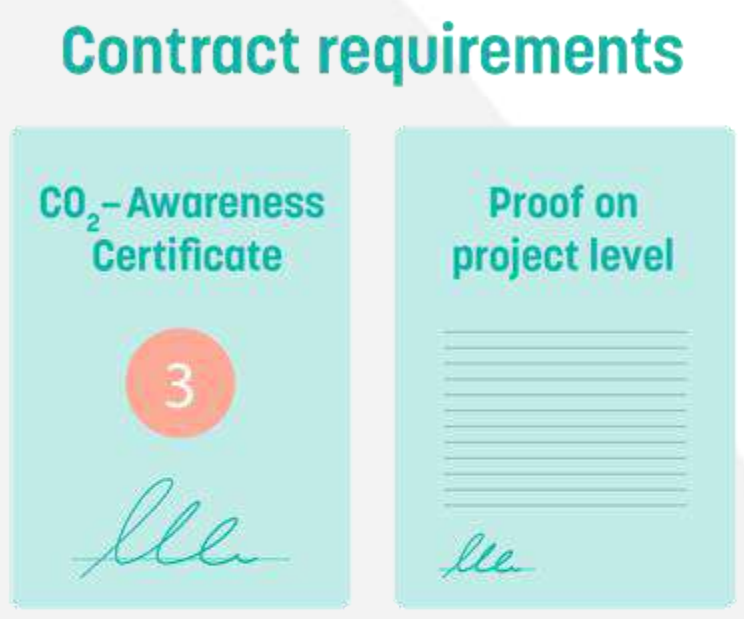 Contract requirements
CO₂– Awareness
Certificate
3
Proof on
project level